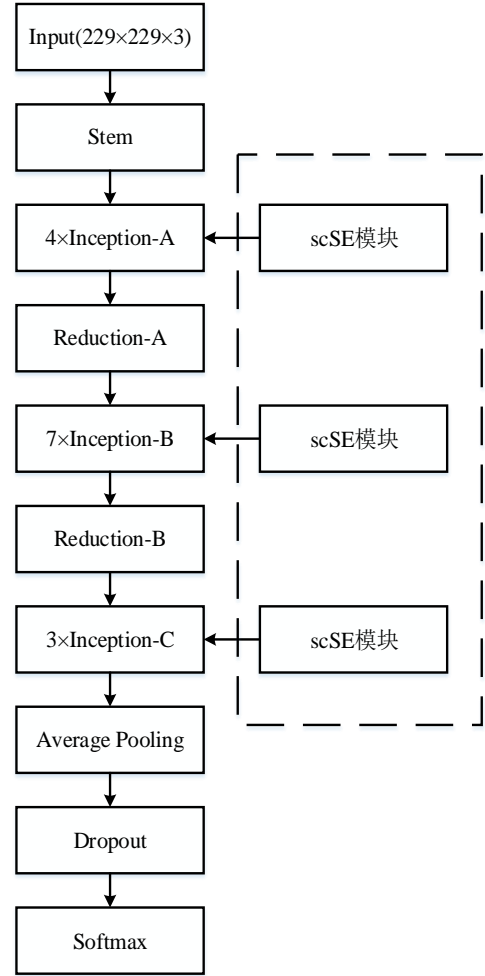 Input(229×229×3)
Stem
4×Inception-A
scSE模块
Reduction-A
7×Inception-B
scSE模块
Reduction-B
3×Inception-C
scSE模块
Average Pooling
Dropout
Softmax